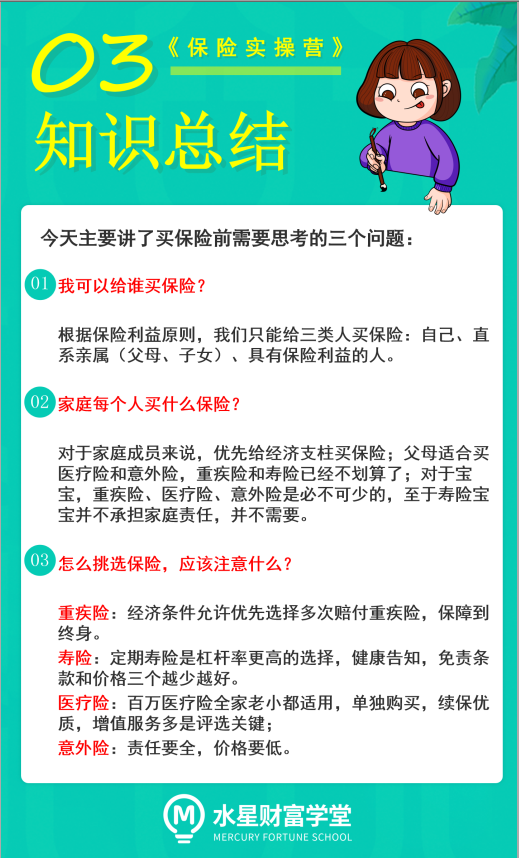 03
《保险实操营》
知识总结
今天主要讲了买保险前需要思考的三个问题：
01 我可以给谁买保险？
根据保险利益原则，我们只能给三类人买保险：自己、直
系亲属（父母、子女）、具有保险利益的人。
02 家庭每个人买什么保险？
对于家庭成员来说，优先给经济支柱买保险；父母适合买
医疗险和意外险，重疾险和寿险已经不划算了；对于宝
宝，重疾险、医疗险、意外险是必不可少的，至于寿险宝
宝并不承担家庭责任，并不需要。
03 怎么挑选保险，应该注意什么？
重疾险：经济条件允许优先选择多次赔付重疾险，保障到
终身。
寿险：定期寿险是杠杆率更高的选择，健康告知，免责条
款和价格三个越少越好。
医疗险：百万医疗险全家老小都适用，单独购买，续保优
质，增值服务多是评选关键；
意外险：责任要全，价格要低。
M 水星财富学堂
MERCURY FORTUNE SCHOOL